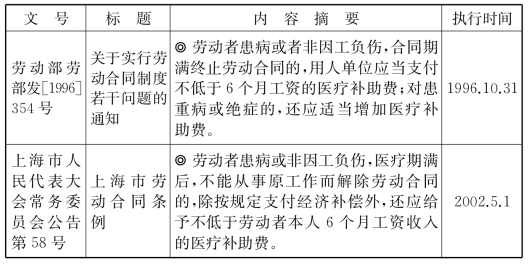 文 号
标 题
内 容 摘 要
执行时间
劳动部劳
部发[1996]
354 号
关于实行劳
动合同制度
若干问题的
通知
◎ 劳动者患病或者非因工负伤,合同期
满终止劳动合同的,用人单位应当支付
不低于 6 个月工资的医疗补助费;对患
重病或绝症的,还应适当增加医疗补
助费。
1996.10.31
上海市人
民代表大
会常务委
员会公告
第 58 号
上海市劳
动合同条
例
◎ 劳动者患病或非因工负伤,医疗期满
后,不能从事原工作而解除劳动合同
的,除按规定支付经济补偿外,还应给
予不低于劳动者本人 6 个月工资收入
的医疗补助费。
2002.5.1